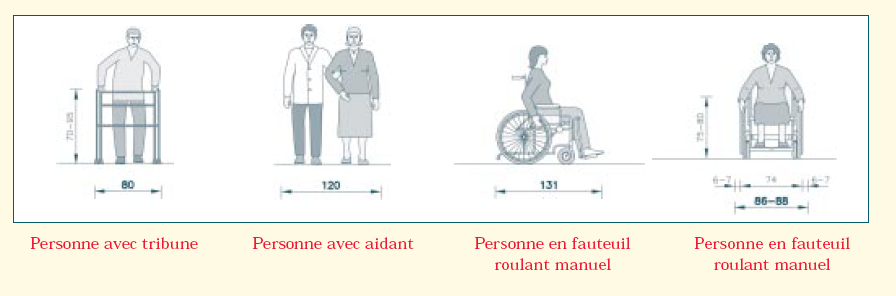 70-95
80
120
131
75-80
6-7
74
6-7
86-88
Personne avec tribune
Personne avec aidant
Personne en fauteuil
roulant manuel
Personne en fauteuil
roulant manuel